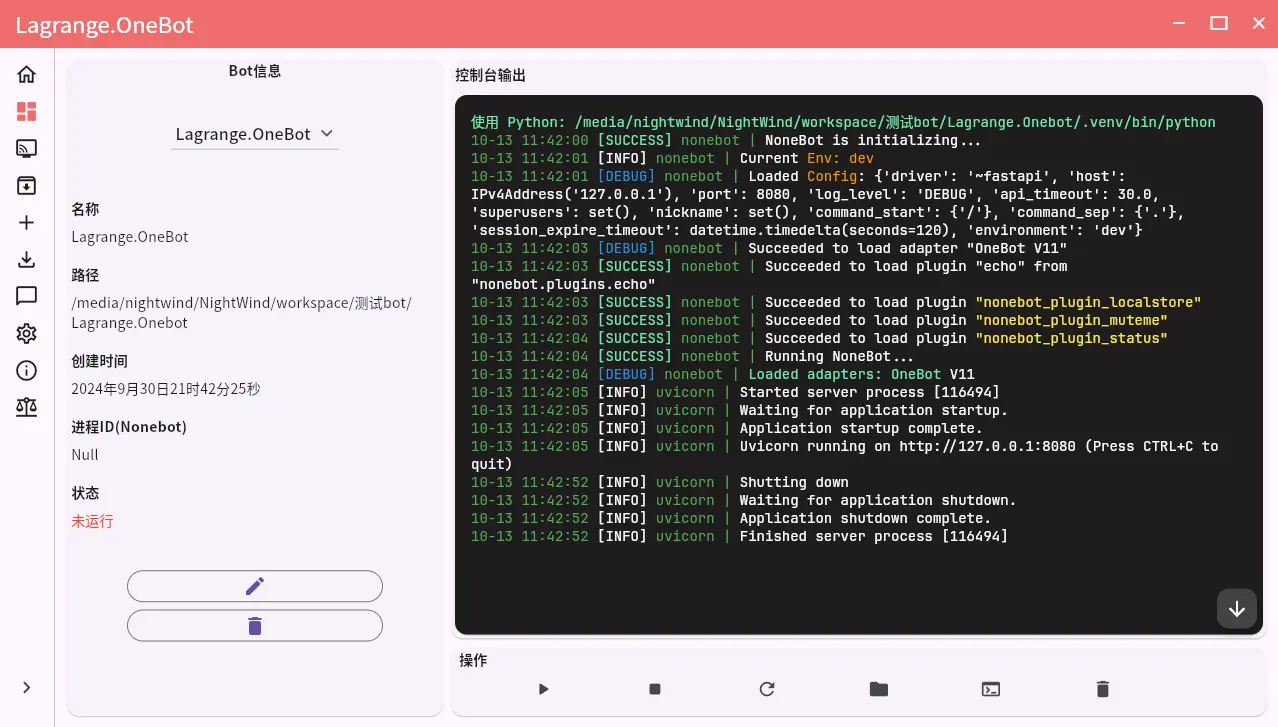 Lagrange.OneBot
Bot信息
Lagrange.OneBot
名称
Lagrange.OneBot
路径
/media/nightwind/NightWind/workspace/测试bot/
Lagrange.Onebot
创建时间
2024年9月30日21时42分25秒
进程ID(Nonebot)
Null
状态
未运行
控制台输出
使用 Python: /media/nightwind/NightWind/workspace/测试bot/Lagrange.Onebot/.venv/bin/python
10-13 11:42:00 [SUCCESS] nonebot | NoneBot is initializing...
10-13 11:42:01 [INFO] nonebot | Current Env: dev
10-13 11:42:01 [DEBUG] nonebot | Loaded Config: {'driver': '~fastapi', 'host':
IPv4Address('127.0.0.1'), 'port': 8080, 'log_level': 'DEBUG', 'api_timeout': 30.0,
'superusers': set(), 'nickname': set(), 'command_start': {'/'}, 'command_sep': {'.'},
'session_expire_timeout': datetime.timedelta(seconds=120), 'environment': 'dev'}
10-13 11:42:03 [DEBUG] nonebot | Succeeded to load adapter "OneBot V11"
10-13 11:42:03 [SUCCESS] nonebot | Succeeded to load plugin "echo" from
"nonebot.plugins.echo"
10-13 11:42:03 [SUCCESS] nonebot | Succeeded to load plugin "nonebot_plugin_localstore"
10-13 11:42:03 [SUCCESS] nonebot | Succeeded to load plugin "nonebot_plugin_muteme"
10-13 11:42:04 [SUCCESS] nonebot | Succeeded to load plugin "nonebot_plugin_status"
10-13 11:42:04 [SUCCESS] nonebot | Running NoneBot...
10-13 11:42:04 [DEBUG] nonebot | Loaded adapters: OneBot V11
10-13 11:42:05 [INFO] uvicorn | Started server process [116494]
10-13 11:42:05 [INFO] uvicorn | Waiting for application startup.
10-13 11:42:05 [INFO] uvicorn | Application startup complete.
10-13 11:42:05 [INFO] uvicorn | Uvicorn running on http://127.0.0.1:8080 (Press CTRL+C to
quit)
10-13 11:42:52 [INFO] uvicorn | Shutting down
10-13 11:42:52 [INFO] uvicorn | Waiting for application shutdown.
10-13 11:42:52 [INFO] uvicorn | Application shutdown complete.
10-13 11:42:52 [INFO] uvicorn | Finished server process [116494]
操作